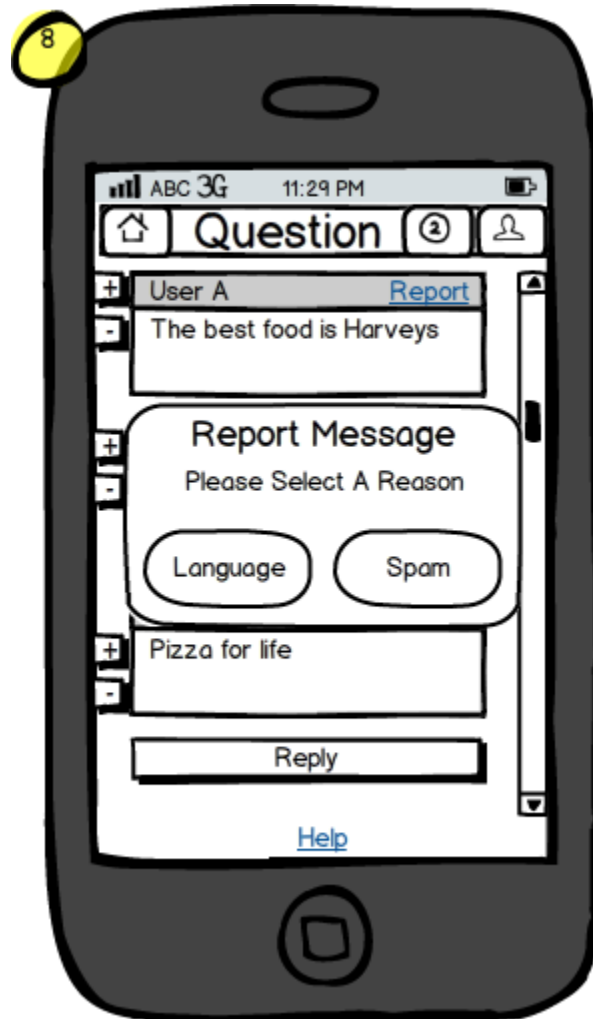 8
ABC 3G 11:29 PM
Question 2
+ User A Report
- The best food is Harveys
Report Message
+
Please Select A Reason
-
Language Spam
+ Pizza for life
-
Reply
Help